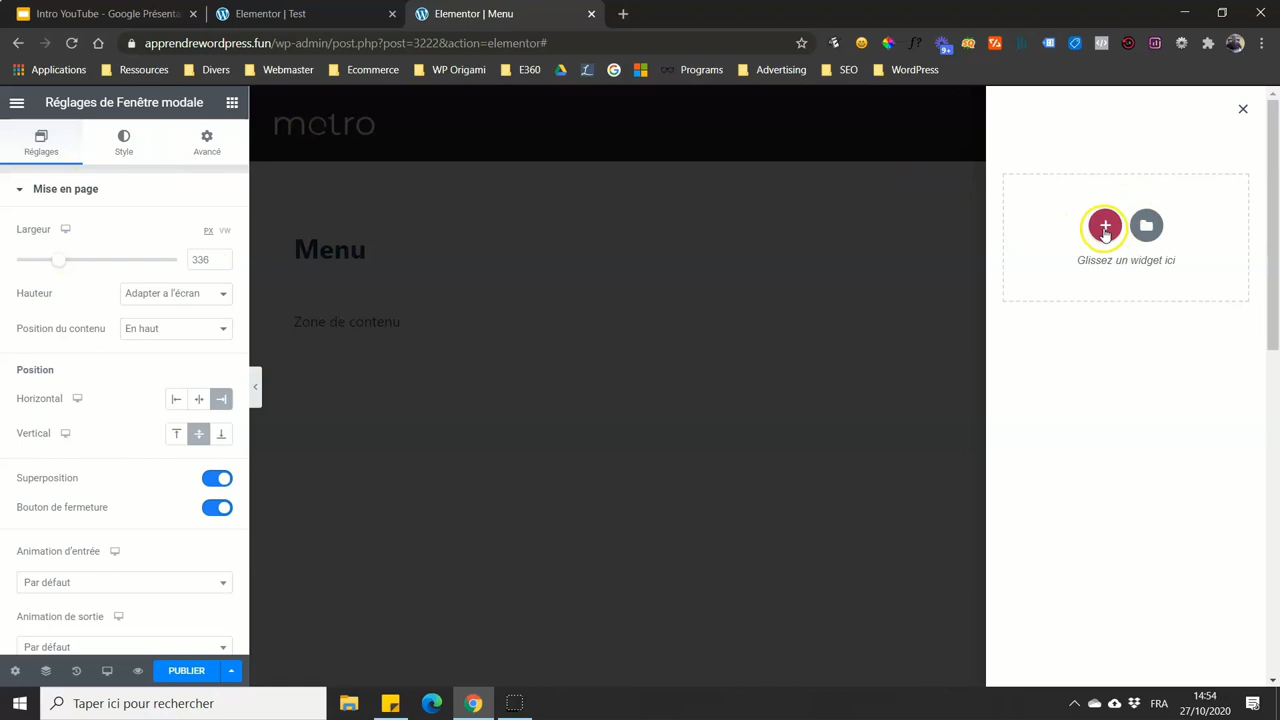 Intro YouTube - Google Présenta
Elementor | Test
Elementor | Menu
apprendrewordpress.fun/wp-admin/post.php?post=3222&action=elementor#
9+
f?
Applications
Resources
Divers
Webmaster
Ecommerce
WP Origami
E360
Programs
Advertising
SEO
WordPress
Réglages de Fenêtre modale
Réglages
Style
Avancé
Mise en page
Largeur
PX
VW
336
Hauteur
Adapter a l'écran
Position du contenu
En haut
Position
Horizontal
Vertical
Superposition
Bouton de fermeture
Animation d'entrée
Par défaut
Animation de sortie
Par défaut
PUBLIER
metro
Menu
Zone de contenu
Glissez un widget ici
Taper ici pour rechercher
FRA
14:54
27/10/2020